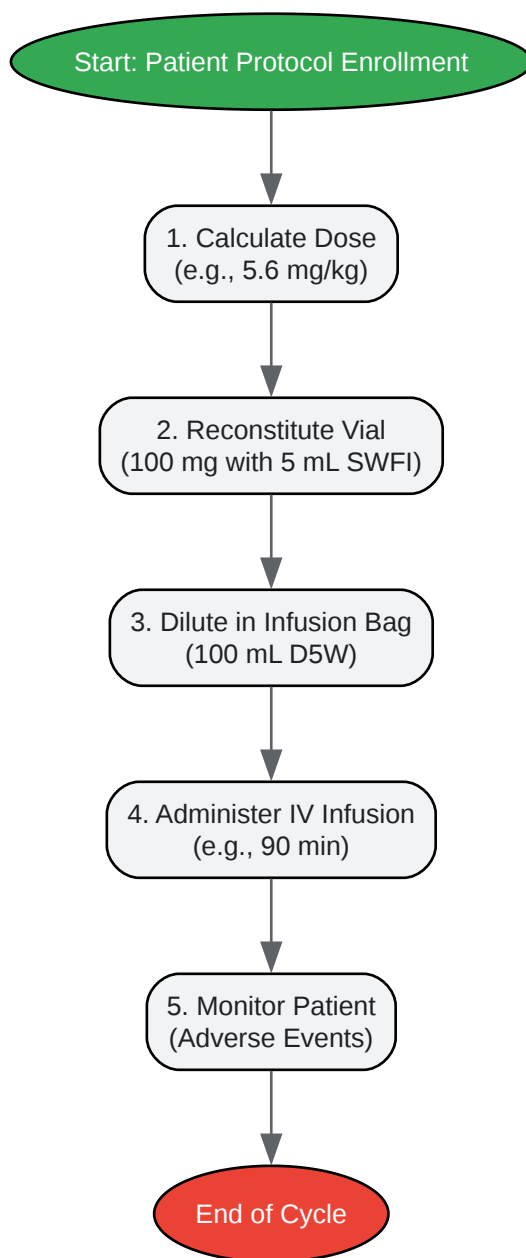 Start: Patient Protocol Enrollment
1. Calculate Dose
(e.g., 5.6 mg/kg)
2. Reconstitute Vial
(100 mg with 5 mL SWFI)
3. Dilute in Infusion Bag
(100 mL D5W)
4. Administer IV Infusion
(e.g., 90 min)
5. Monitor Patient
(Adverse Events)
End of Cycle